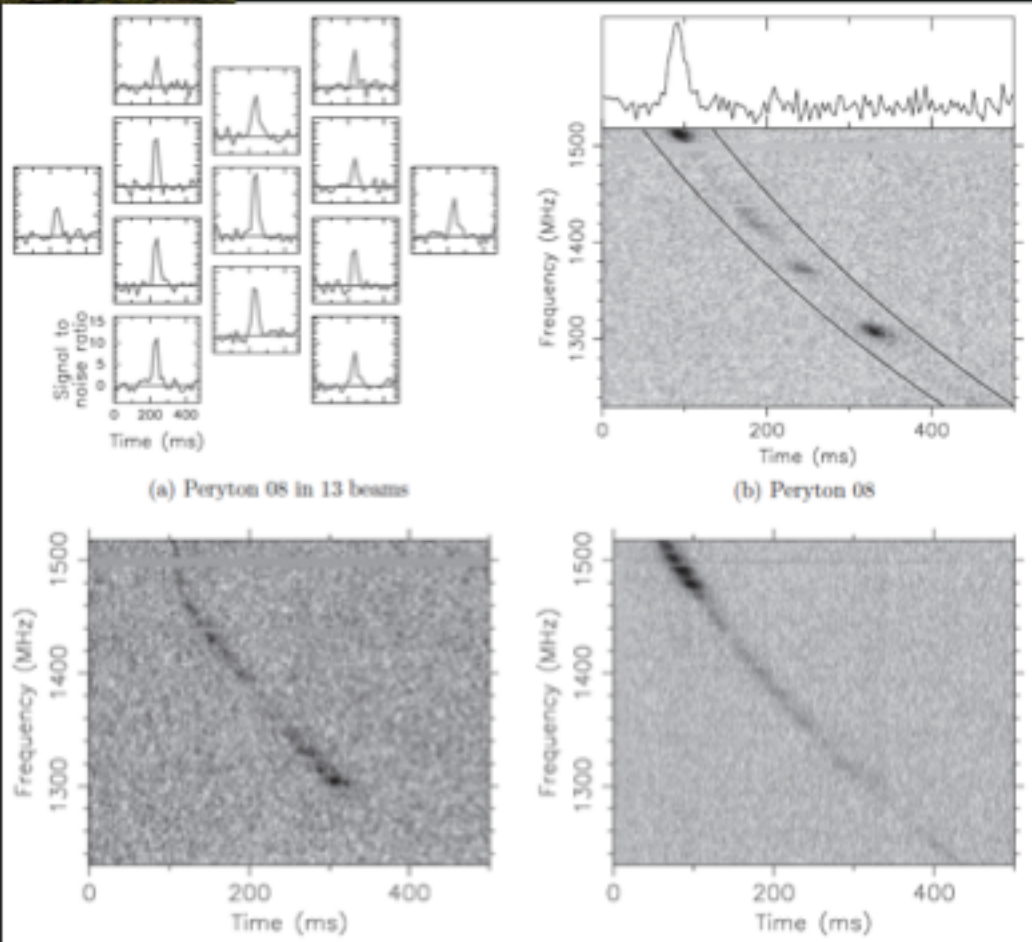 Signal to
noise ratio
15
10
5
0
0 200 400
Time (ms)
(a) Peryton 08 in 13 beams
Frequency (MHz)
1500
1400
1300
0 200 400
Time (ms)
(b) Peryton 08
Frequency (MHz)
1500
1400
1300
0 200 400
Time (ms)
Frequency (MHz)
1500
1400
1300
0 200 400
Time (ms)